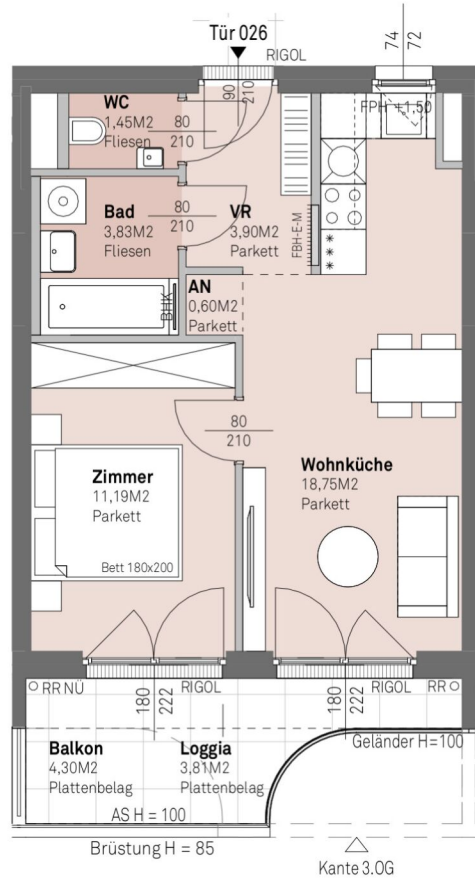 Tür 026
RIGOL
74
72
90
210
FPH +1,50
WC
1,45M2
Fliesen
80
210
Bad
3,83M2
Fliesen
80
210
VR
3,90M2
Parkett
FBH-E-M
AN
0,60M2
Parkett
BHK
80
210
Zimmer
11,19M2
Parkett
Bett 180x200
Wohnküche
18,75M2
Parkett
RR NÜ
180
222
RIGOL
180
222
RIGOL
RR
Balkon
4,30M2
Plattenbelag
Loggia
3,81M2
Plattenbelag
Geländer H=100
AS H = 100
Brüstung H = 85
Kante 3.OG